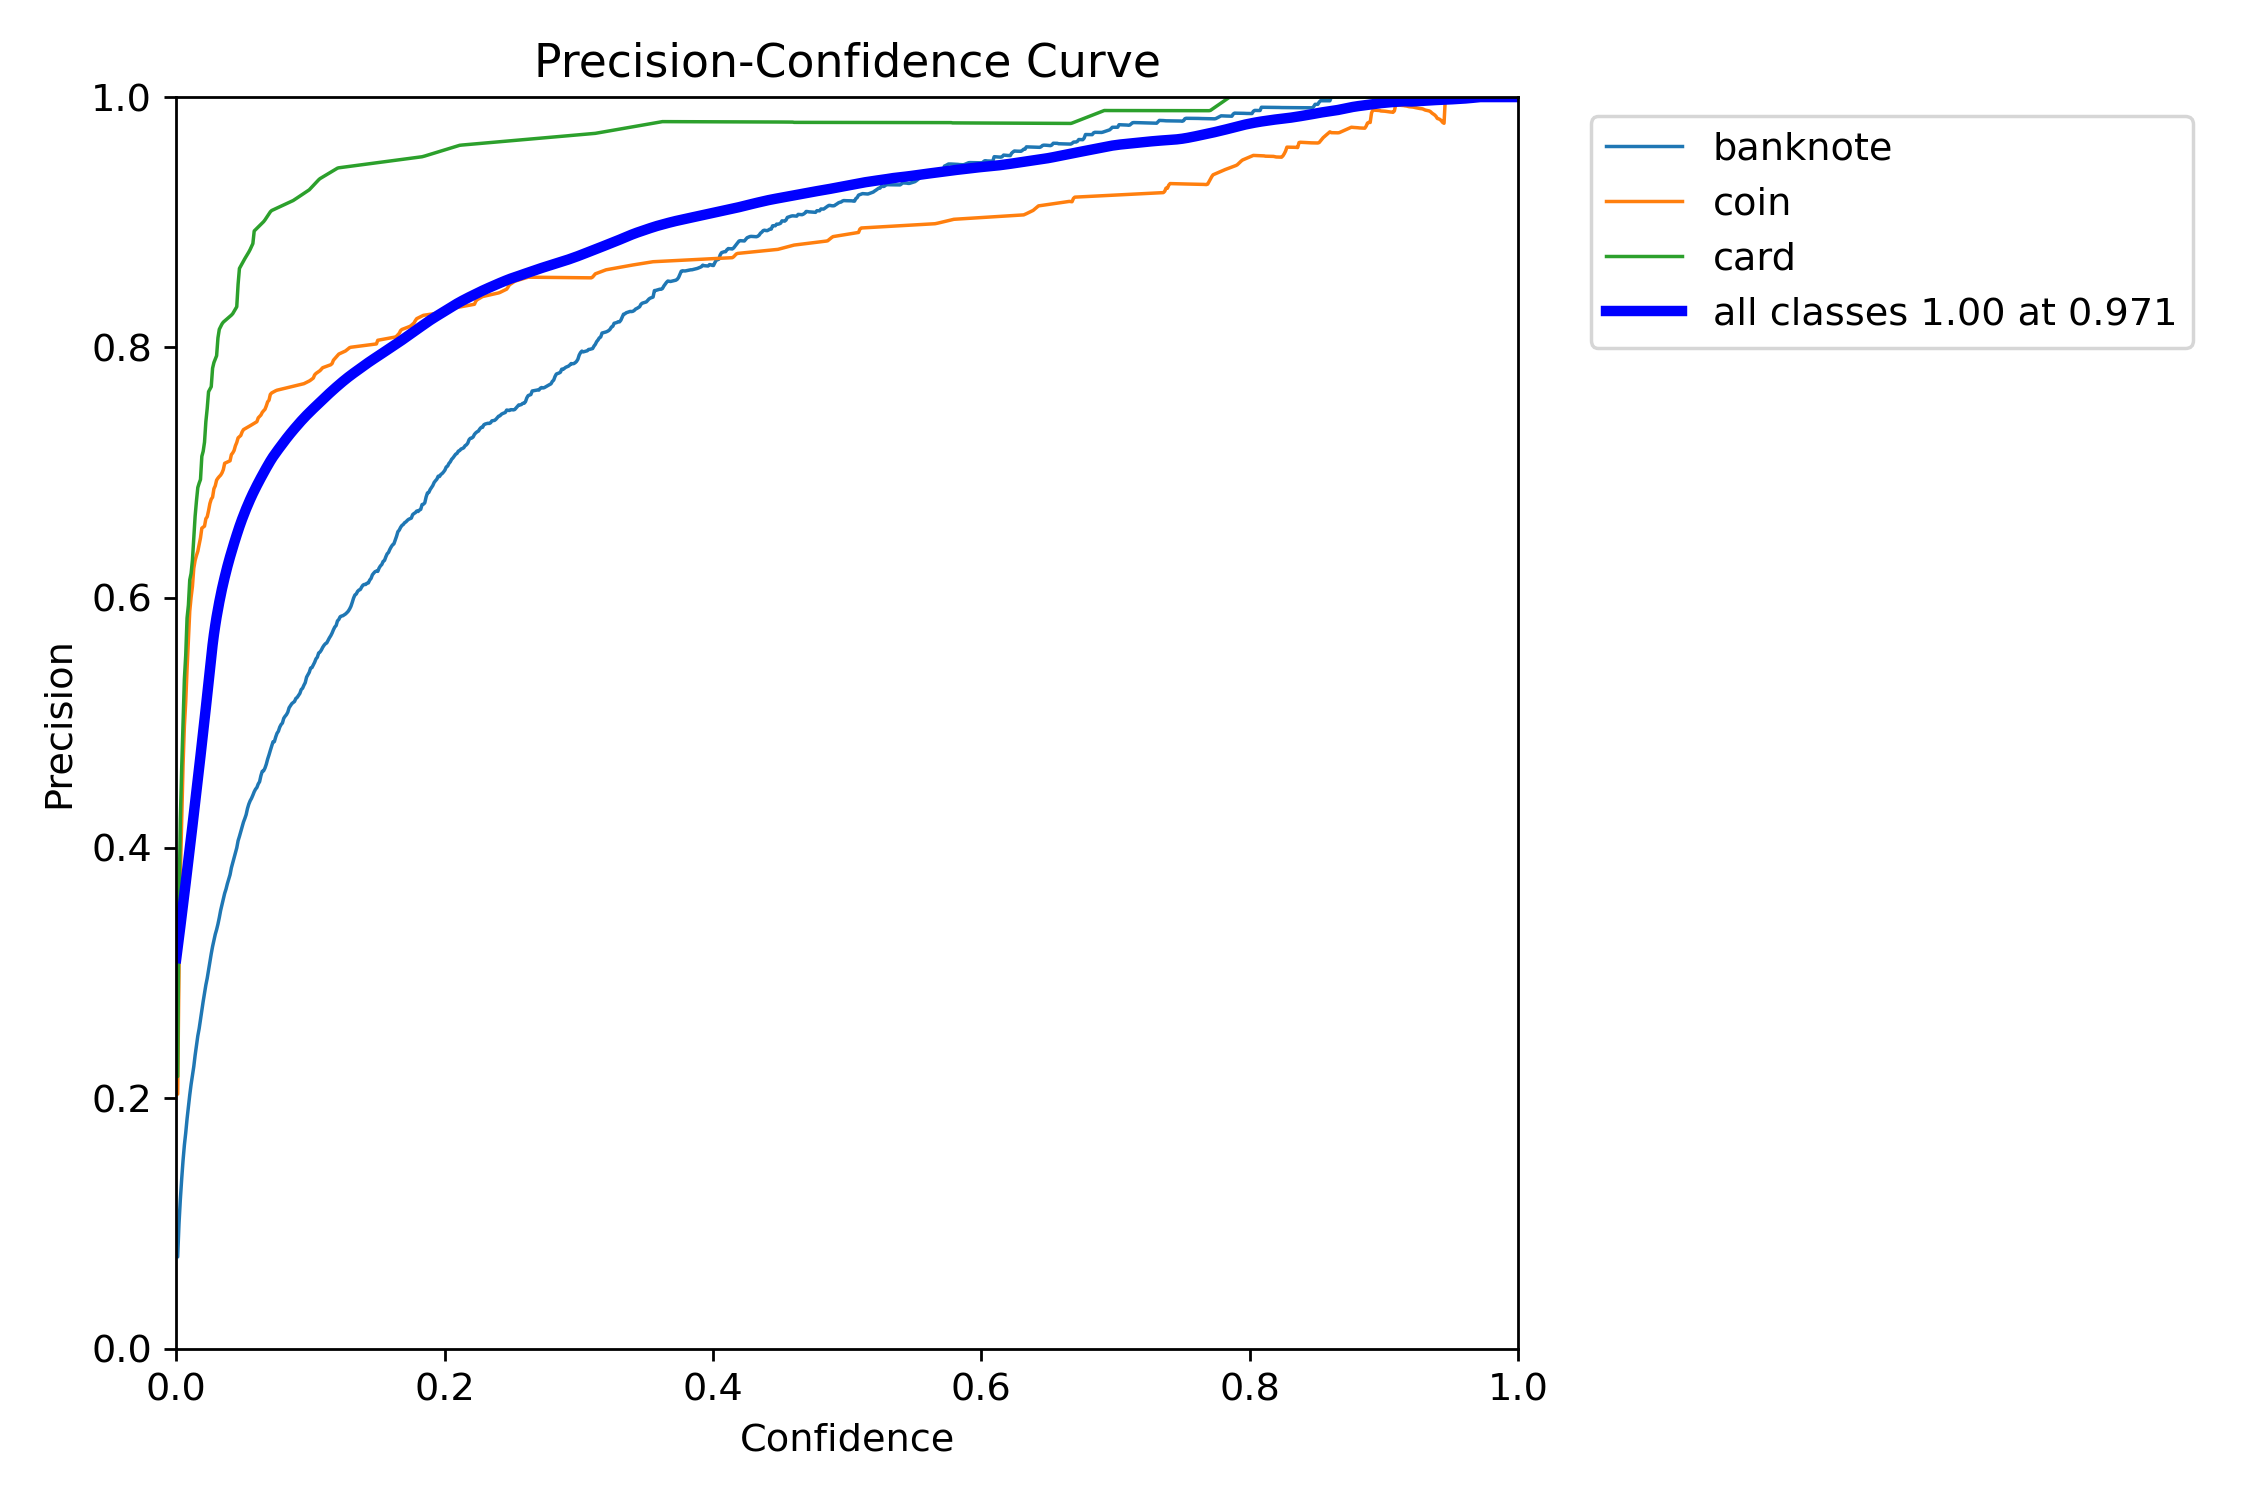 Precision-Confidence Curve
1.0
0.8
0.6
0.4
0.2
0.0
Precision
0.0 0.2 0.4 0.6 0.8 1.0
Confidence
banknote
coin
card
all classes 1.00 at 0.971